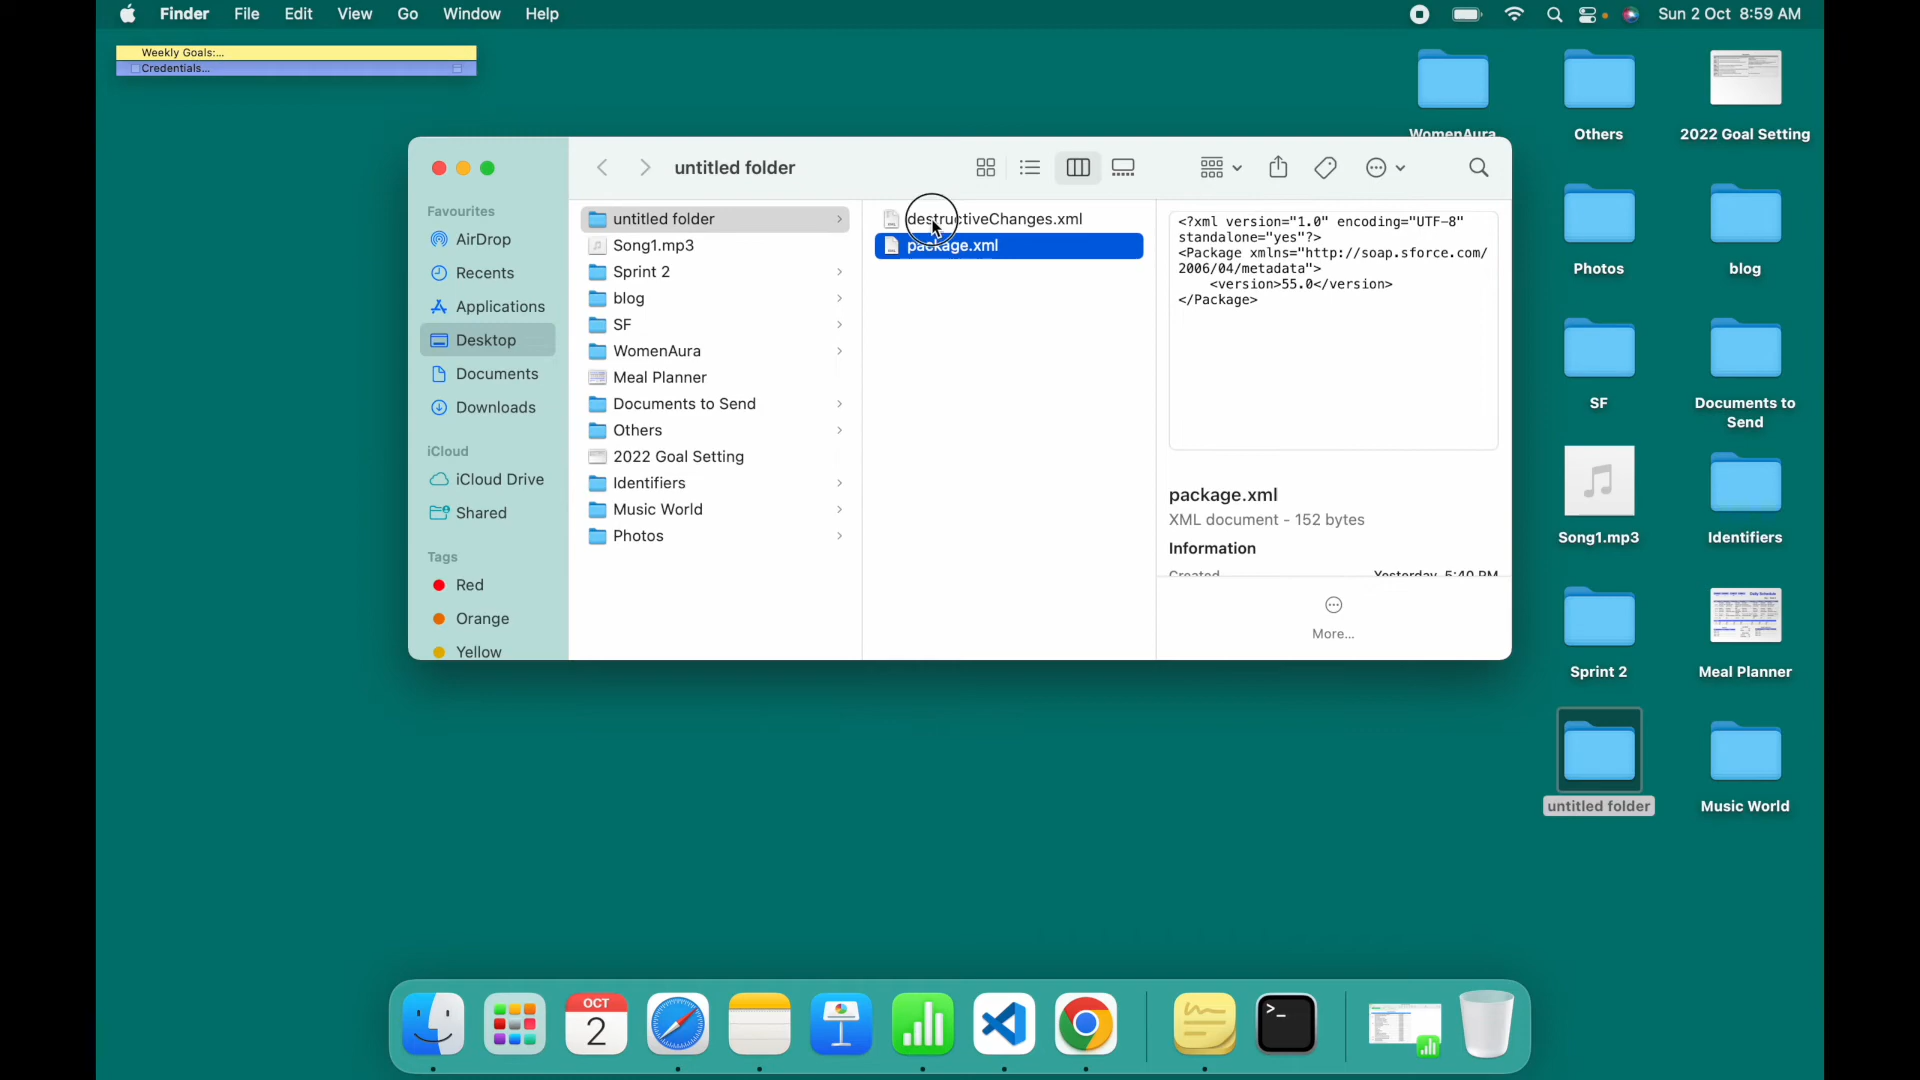 Finder File Edit View Go Window Help Sun 2 Oct 8:59 AM
Weekly Goals:...
Credentials...
WomenAura
Others
2022 Goal Setting
Photos
blog
SF
Documents to
Send
Song1.mp3
Identifiers
Sprint 2
Meal Planner
untitled folder
Music World
untitled folder
Favourites
AirDrop
Recents
Applications
Desktop
Documents
Downloads
iCloud
iCloud Drive
Shared
Tags
Red
Orange
Yellow
untitled folder
Song1.mp3
Sprint 2
blog
SF
WomenAura
Meal Planner
Documents to Send
Others
2022 Goal Setting
Identifiers
Music World
Photos
destructiveChanges.xml
package.xml
<?xml version="1.0" encoding="UTF-8"
standalone="yes"?>
<Package xmlns="http://soap.sforce.com/
2006/04/metadata">
<version>55.0</version>
</Package>
package.xml
XML document - 152 bytes
Information
Created Yesterday, 5:40 PM
More...
OCT
2